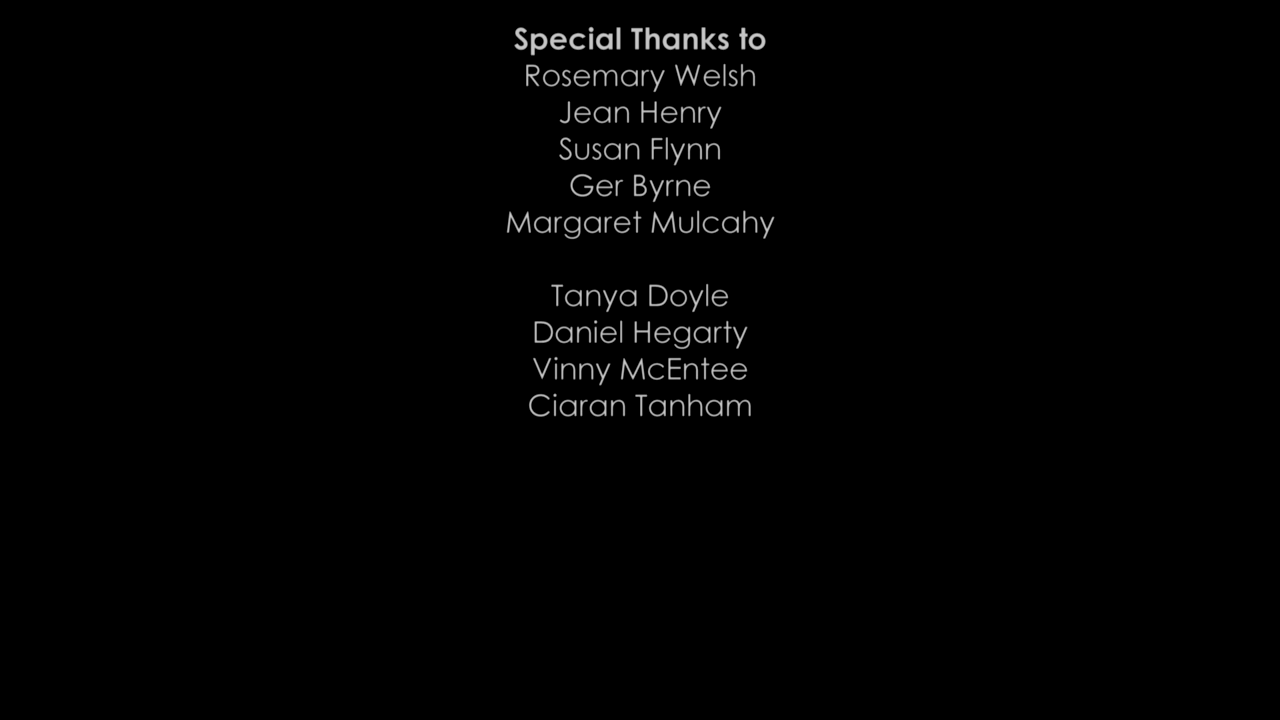 Special Thanks to
Rosemary Welsh
Jean Henry
Susan Flynn
Ger Byrne
Margaret Mulcahy
Tanya Doyle
Daniel Hegarty
Vinny McEntee
Ciaran Tanham